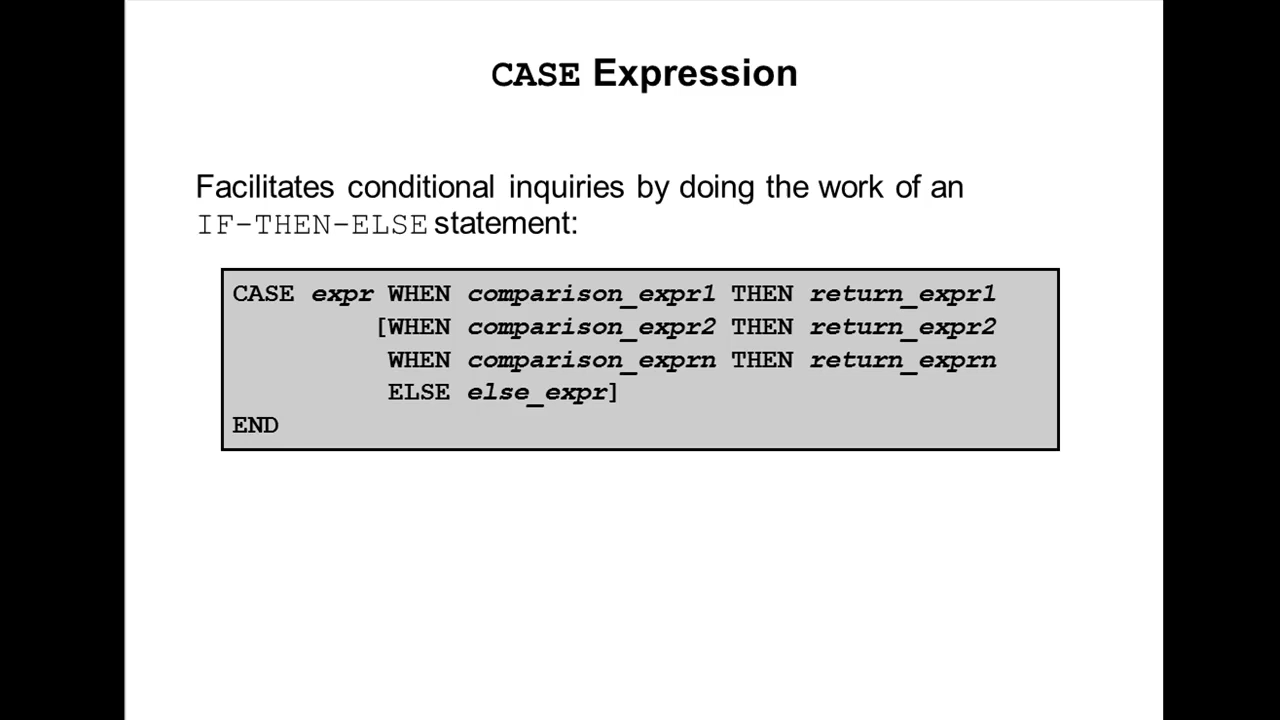 CASE Expression
Facilitates conditional inquiries by doing the work of an
IF-THEN-ELSE statement:
CASE expr WHEN comparison_expr1 THEN return_expr1
[WHEN comparison_expr2 THEN return_expr2
WHEN comparison_exprn THEN return_exprn
ELSE else_expr]
END